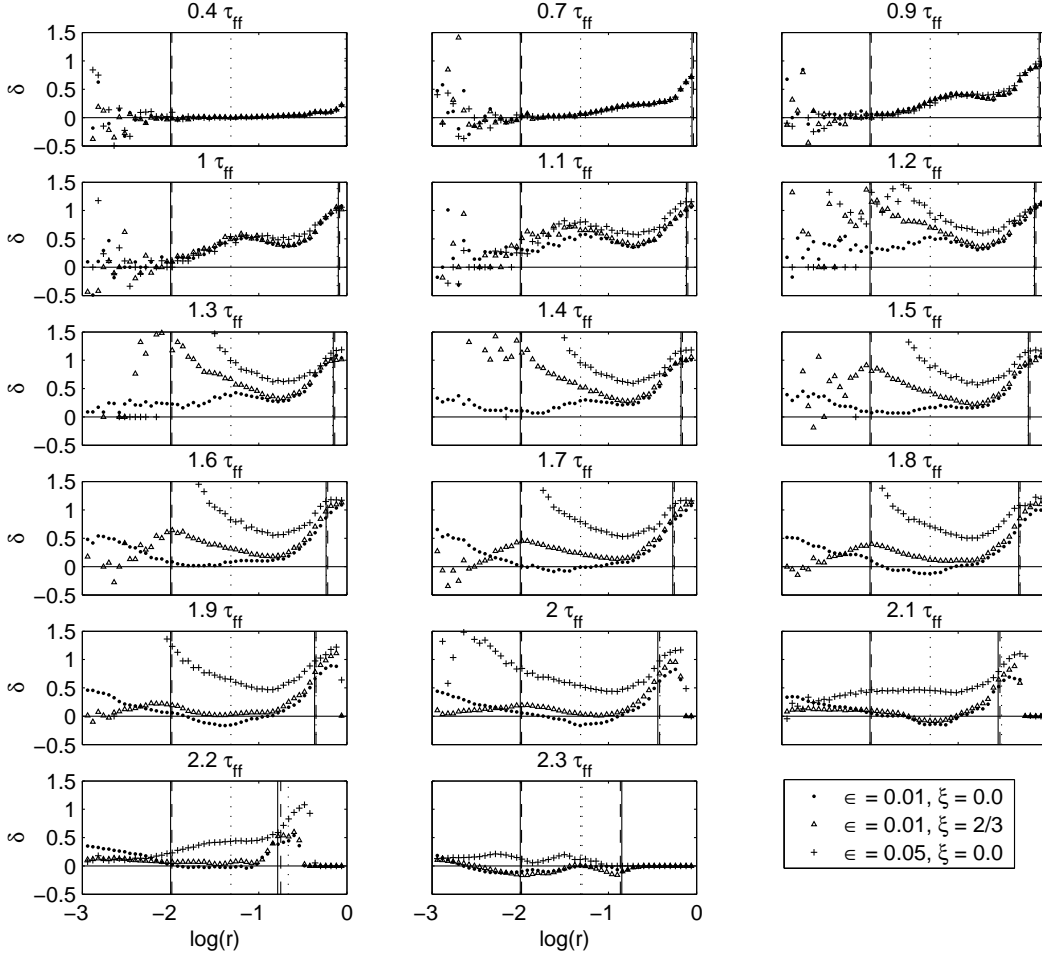 0.4 τff 0.7 τff 0.9 τff
1.5
1
0.5
0
−0.5
δ
1 τff 1.1 τff 1.2 τff
1.5
1
0.5
0
−0.5
δ
1.3 τff 1.4 τff 1.5 τff
1.5
1
0.5
0
−0.5
δ
1.6 τff 1.7 τff 1.8 τff
1.5
1
0.5
0
−0.5
δ
1.9 τff 2 τff 2.1 τff
1.5
1
0.5
0
−0.5
δ
2.2 τff 2.3 τff
1.5
1
0.5
0
−0.5
δ
−3 −2 −1 0 −3 −2 −1 0
log(r) log(r)
ϵ = 0.01, ξ = 0.0
ϵ = 0.01, ξ = 2/3
ϵ = 0.05, ξ = 0.0